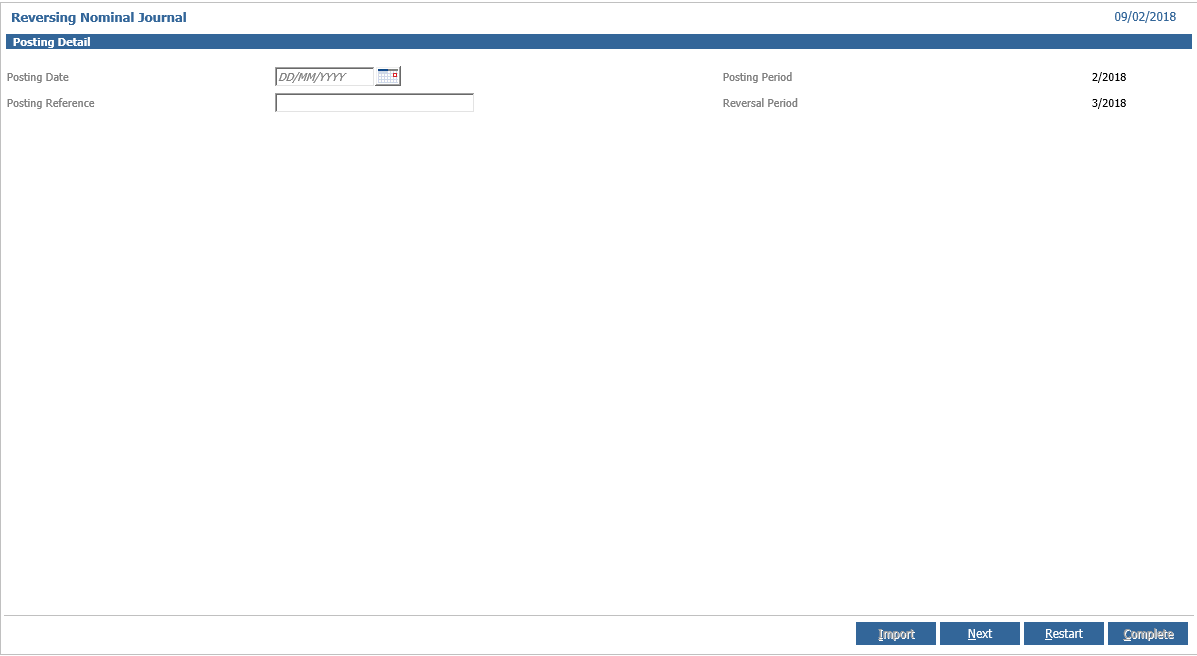 Reversing Nominal Journal 09/02/2018
Posting Detail
Posting Date DD/MM/YYYY Posting Period 2/2018
Posting Reference Reversal Period 3/2018
Import Next Restart Complete